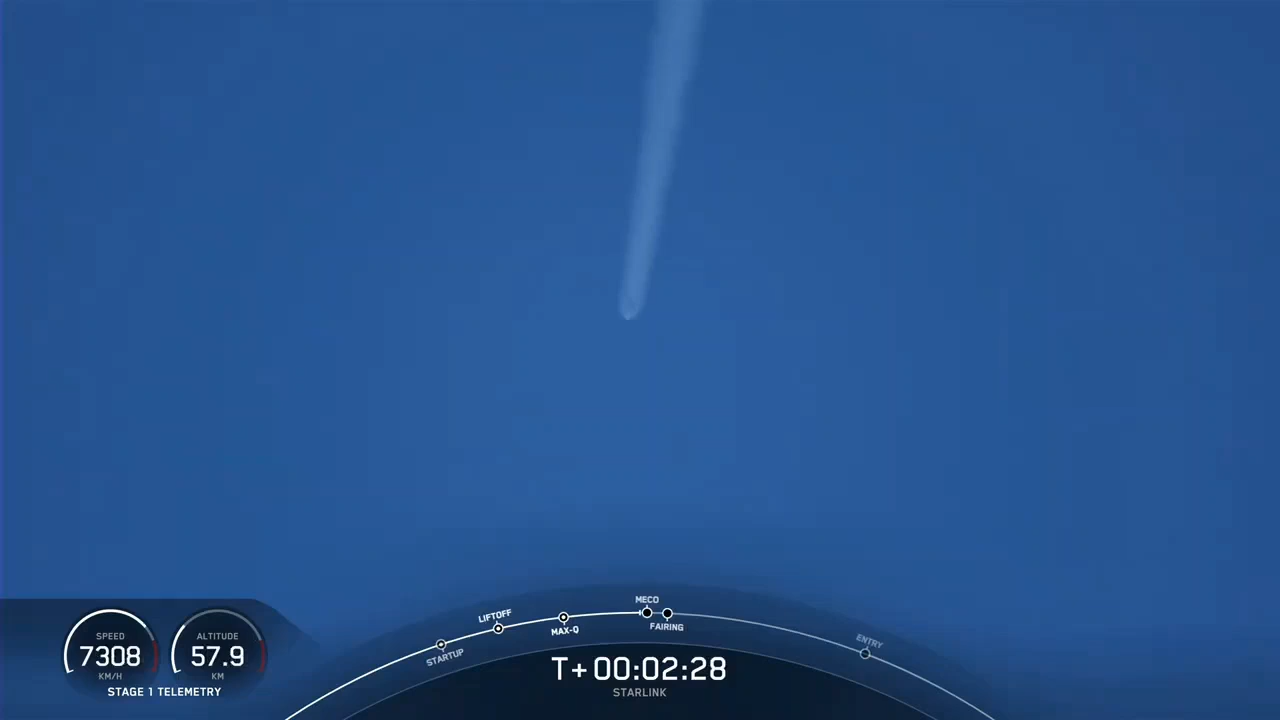 SPEED
7308
KM/H
ALTITUDE
57.9
KM
STAGE 1 TELEMETRY
STARTUP
LIFTOFF
MAX-Q
MECO
FAIRING
ENTRY
T+00:02:28
STARLINK